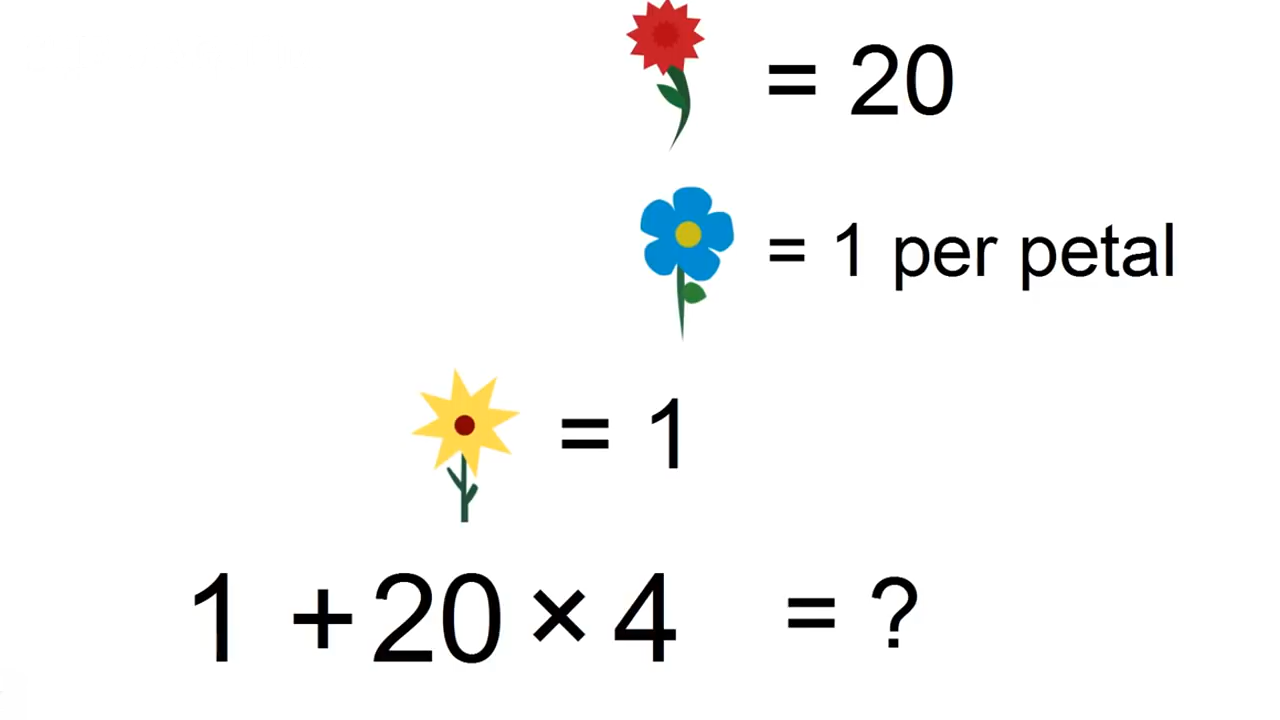 = 20
= 1 per petal
= 1
1 + 20 × 4 = ?